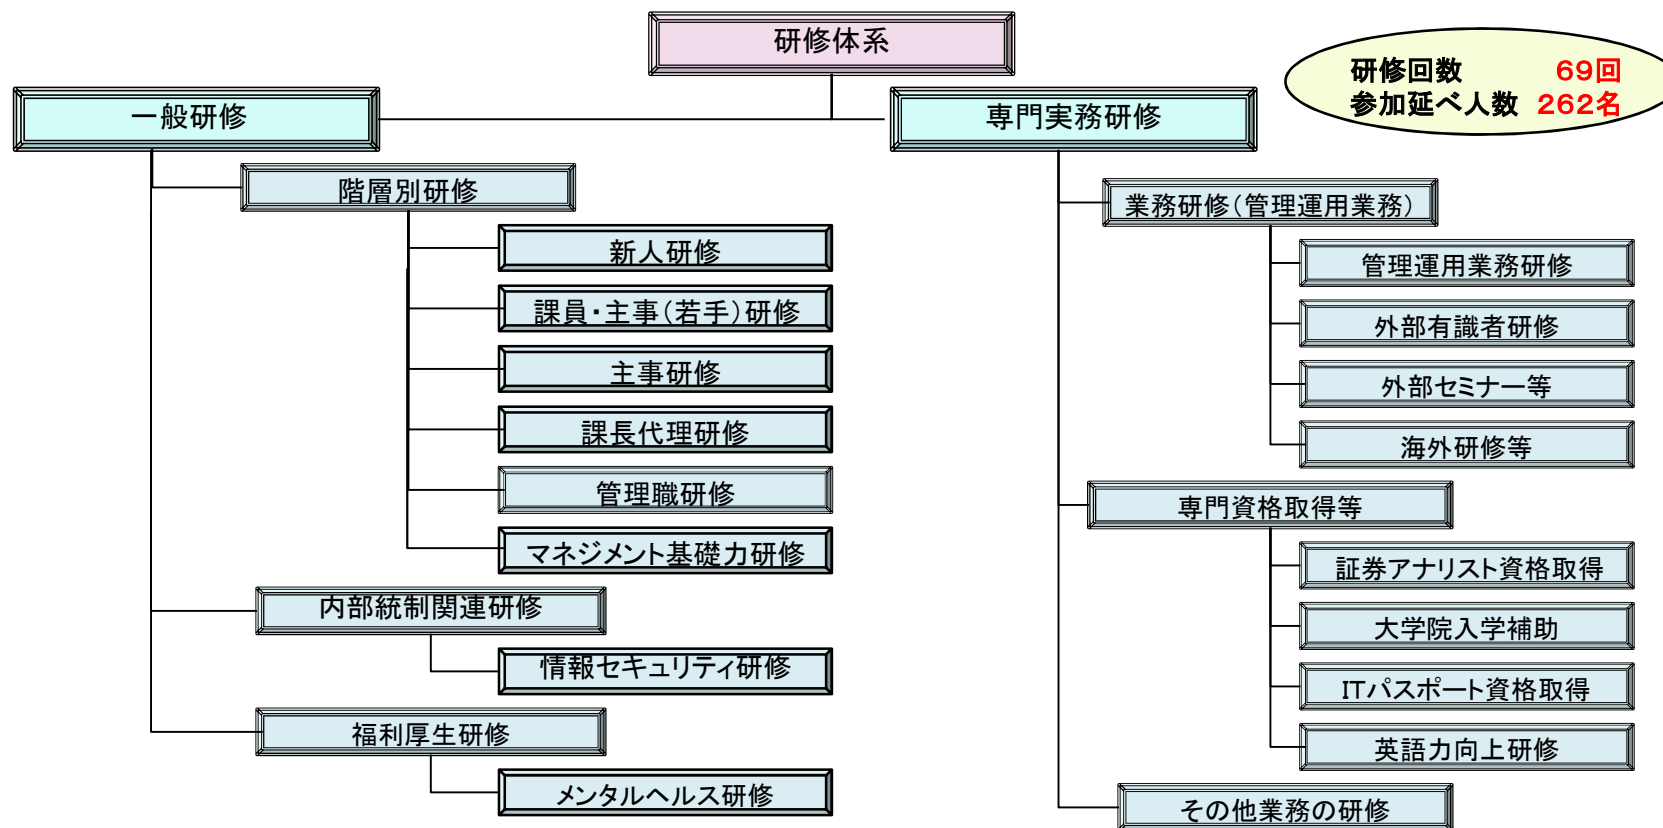 研修体系
研修回数 69回
参加延べ人数 262名
一般研修
階層別研修
新人研修
課員・主事(若手)研修
主事研修
課長代理研修
管理職研修
マネジメント基礎力研修
内部統制関連研修
情報セキュリティ研修
福利厚生研修
メンタルヘルス研修
専門実務研修
業務研修(管理運用業務)
管理運用業務研修
外部有識者研修
外部セミナー等
海外研修等
専門資格取得等
証券アナリスト資格取得
大学院入学補助
ITパスポート資格取得
英語力向上研修
その他業務の研修